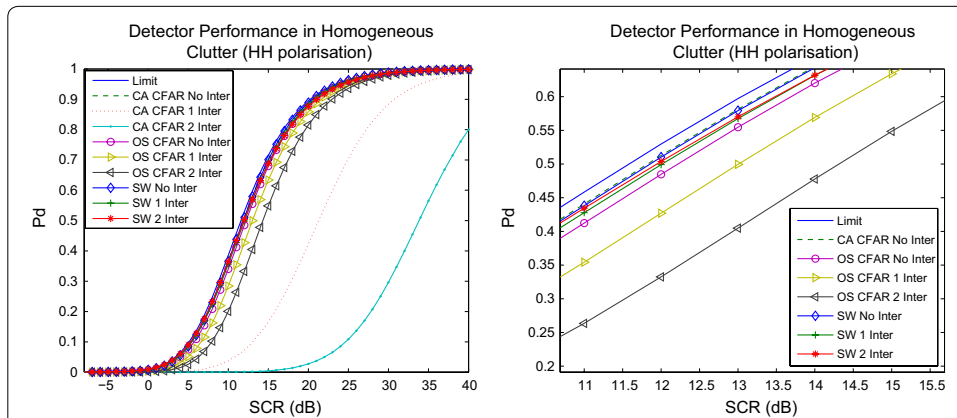 Detector Performance in Homogeneous
Clutter (HH polarisation)
1
0.9
0.8
0.7
0.6
0.5
0.4
0.3
0.2
0.1
0
Pd
Limit
CA CFAR No Inter
CA CFAR 1 Inter
CA CFAR 2 Inter
OS CFAR No Inter
OS CFAR 1 Inter
OS CFAR 2 Inter
SW No Inter
SW 1 Inter
SW 2 Inter
−5 0 5 10 15 20 25 30 35 40
SCR (dB)
Detector Performance in Homogeneous
Clutter (HH polarisation)
0.6
0.55
0.5
0.45
0.4
0.35
0.3
0.25
0.2
Pd
Limit
CA CFAR No Inter
OS CFAR No Inter
OS CFAR 1 Inter
OS CFAR 2 Inter
SW No Inter
SW 1 Inter
SW 2 Inter
11 11.5 12 12.5 13 13.5 14 14.5 15 15.5
SCR (dB)